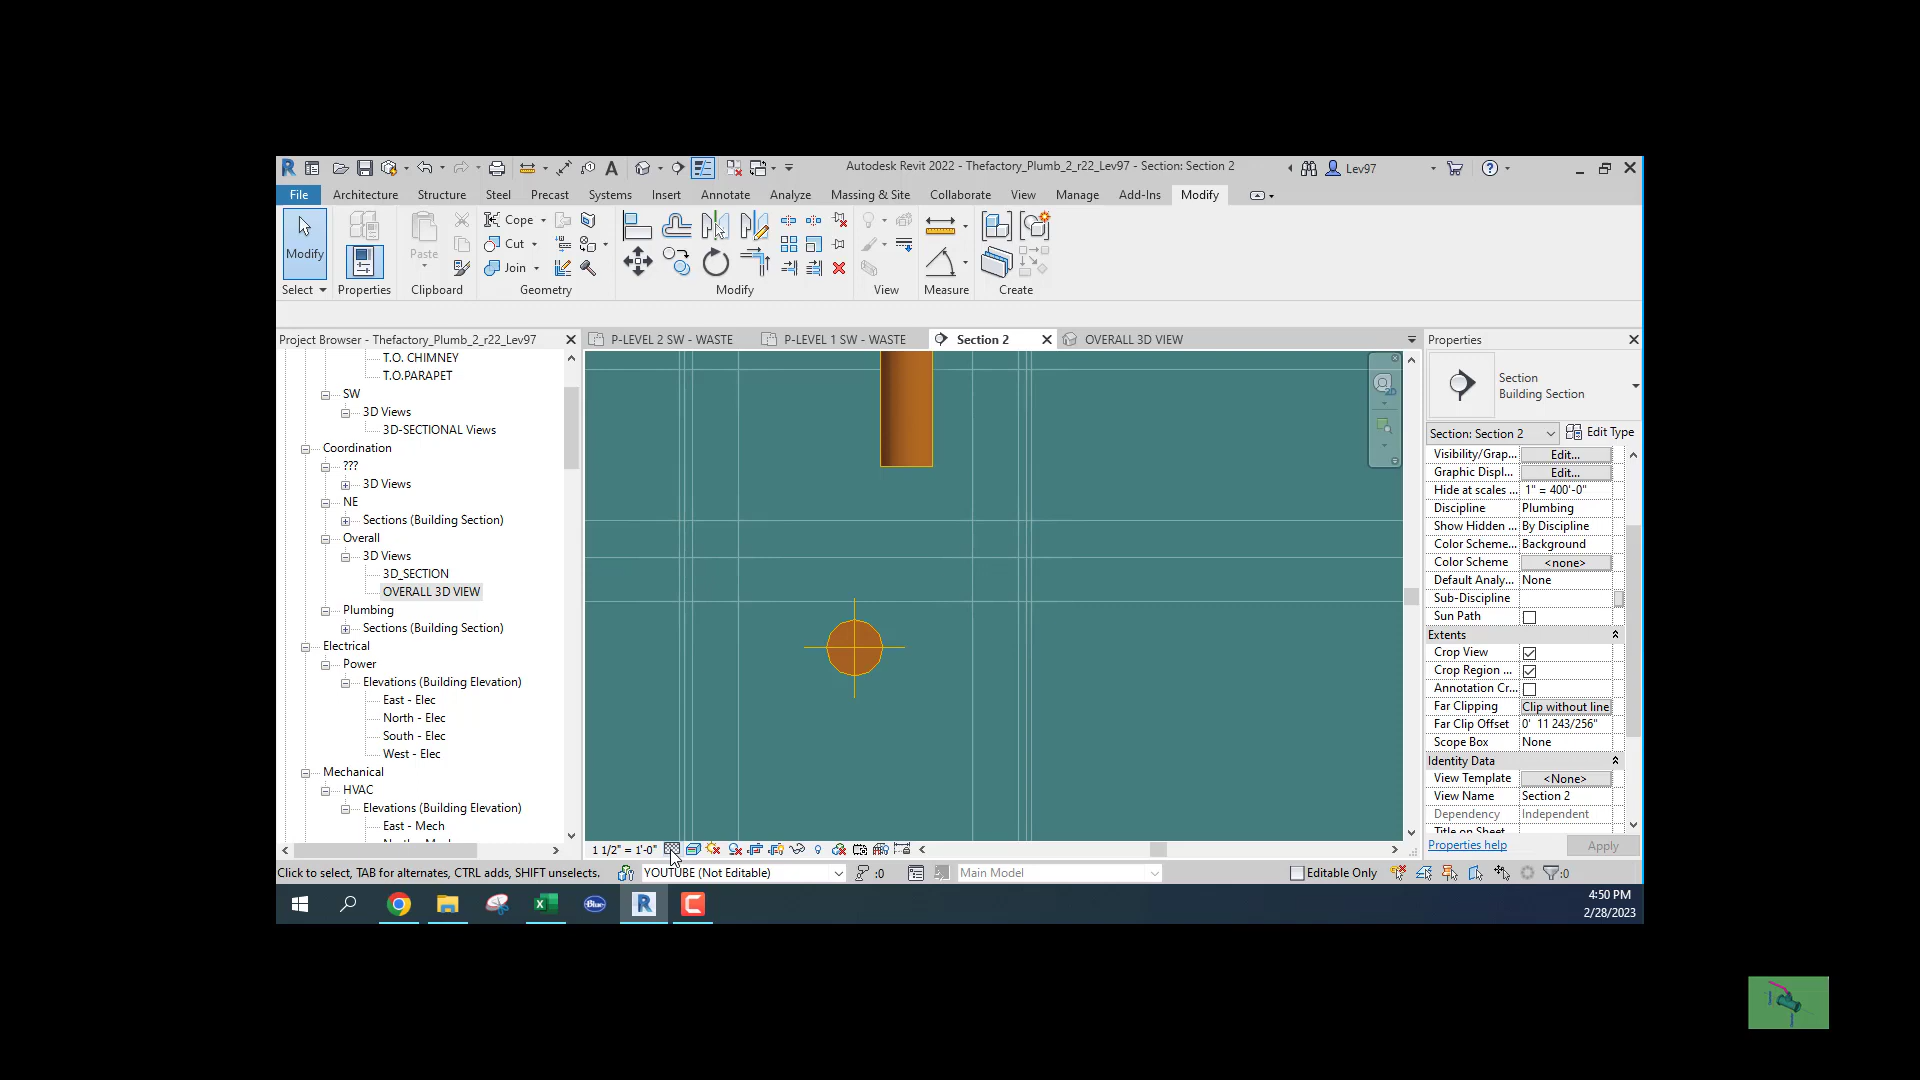 Autodesk Revit 2022 - Thefactory_Plumb_2_r22_Lev97 - Section: Section 2
Lev97
File Architecture Structure Steel Precast Systems Insert Annotate Analyze Massing & Site Collaborate View Manage Add-Ins Modify
Modify
Paste
Cope
Cut
Join
Select Properties Clipboard Geometry Modify View Measure Create
Project Browser - Thefactory_Plumb_2_r22_Lev97
T.O. CHIMNEY
T.O.PARAPET
SW
3D Views
3D-SECTIONAL Views
Coordination
???
3D Views
NE
Sections (Building Section)
Overall
3D Views
3D_SECTION
OVERALL 3D VIEW
Plumbing
Sections (Building Section)
Electrical
Power
Elevations (Building Elevation)
East - Elec
North - Elec
South - Elec
West - Elec
Mechanical
HVAC
Elevations (Building Elevation)
East - Mech
P-LEVEL 2 SW - WASTE
P-LEVEL 1 SW - WASTE
Section 2
OVERALL 3D VIEW
Properties
Section
Building Section
Section: Section 2
Edit Type
Visibility/Grap... Edit...
Graphic Displ... Edit...
Hide at scales ... 1" = 400'-0"
Discipline Plumbing
Show Hidden ... By Discipline
Color Scheme... Background
Color Scheme <none>
Default Analy... None
Sub-Discipline
Sun Path
Extents
Crop View
Crop Region ...
Annotation Cr...
Far Clipping Clip without line
Far Clip Offset 0' 11 243/256"
Scope Box None
Identity Data
View Template <None>
View Name Section 2
Dependency Independent
Properties help
Apply
1 1/2" = 1'-0"
Click to select, TAB for alternates, CTRL adds, SHIFT unselects.
YOUTUBE (Not Editable)
:0
Main Model
Editable Only
:0
4:50 PM
2/28/2023